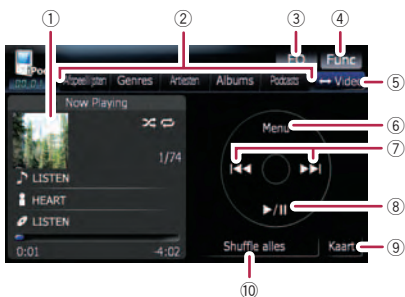 ① ② ③ ④
iPod EQ Func
Afspeellijsten Genres Artiesten Albums Podcasts ↔ Video ⑤
Now Playing
Menu ⑥
1/74 ⑦
LISTEN
HEART ⑧
LISTEN
0:01 -4:02 Shuffle alles Kaart ⑨
⑩